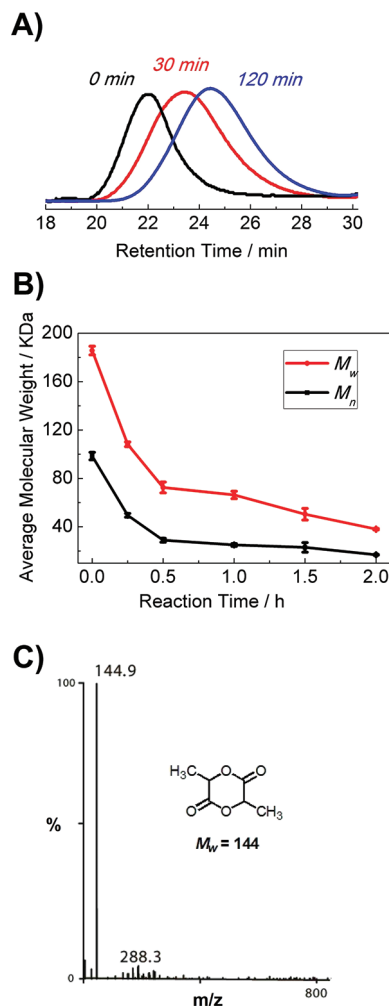 A)
0 min
30 min
120 min
18 20 22 24 26 28 30
Retention Time / min
B)
Average Molecular Weight / KDa
200
160
120
80
40
Mw
Mn
0.0 0.5 1.0 1.5 2.0
Reaction Time / h
C)
144.9
100
H3C
O
O
O
O
CH3
%
Mw = 144
288.3
0
800
m/z